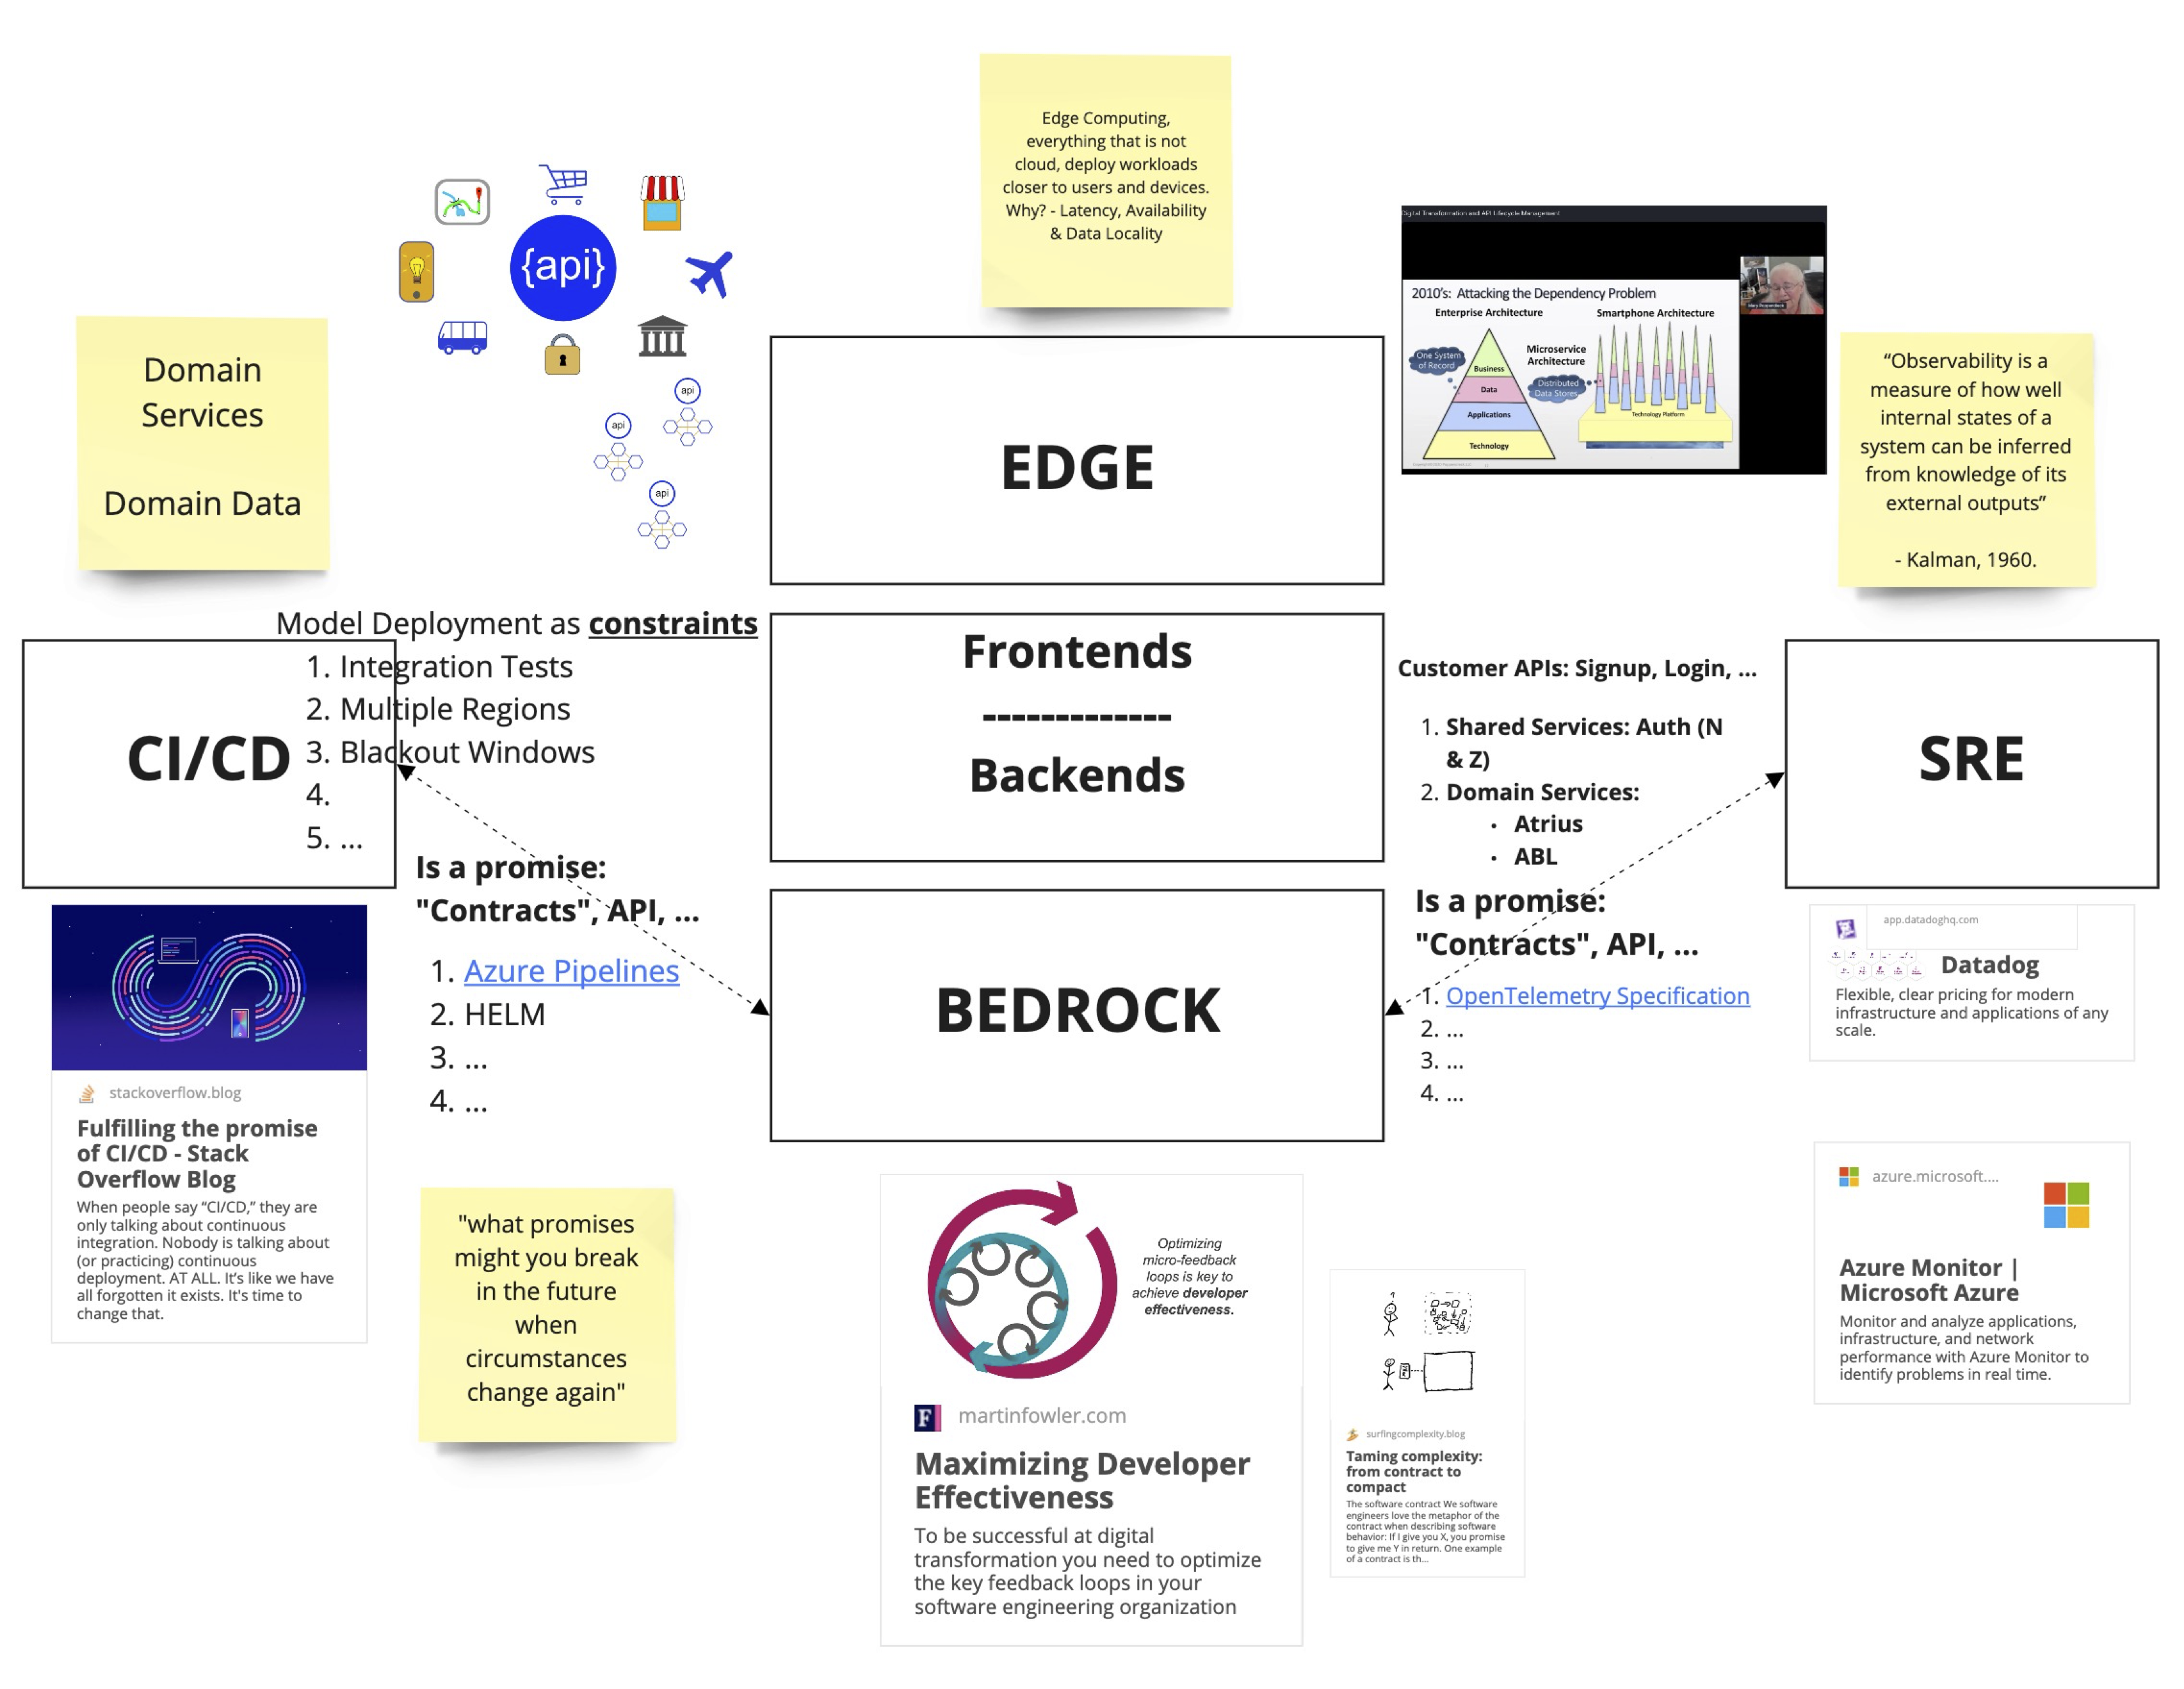 Edge Computing,
everything that is not
cloud, deploy workloads
closer to users and devices.
Why? - Latency, Availability
& Data Locality
{api}
api
api
api
Domain
Services
Domain Data
EDGE
Digital Transformation and API Lifecycle Management
2010's: Attacking the Dependency Problem
Enterprise Architecture
Smartphone Architecture
One System
of Record
Microservice
Architecture
Distributed
Data Stores
Business
Data
Applications
Technology
Technology Platform
“Observability is a
measure of how well
internal states of a
system can be inferred
from knowledge of its
external outputs”
- Kalman, 1960.
Model Deployment as constraints
1. Integration Tests
2. Multiple Regions
3. Blackout Windows
4.
5. ...
CI/CD
Frontends
-------------
Backends
Customer APIs: Signup, Login, ...
1. Shared Services: Auth (N
& Z)
2. Domain Services:
• Atrius
• ABL
SRE
Is a promise:
"Contracts", API, ...
1. Azure Pipelines
2. HELM
3. ...
4. ...
BEDROCK
Is a promise:
"Contracts", API, ...
1. OpenTelemetry Specification
2. ...
3. ...
4. ...
app.datadoghq.com
Datadog
Flexible, clear pricing for modern
infrastructure and applications of any
scale.
stackoverflow.blog
Fulfilling the promise
of CI/CD - Stack
Overflow Blog
When people say “CI/CD,” they are
only talking about continuous
integration. Nobody is talking about
(or practicing) continuous
deployment. AT ALL. It’s like we have
all forgotten it exists. It's time to
change that.
"what promises
might you break
in the future
when
circumstances
change again"
Optimizing
micro-feedback
loops is key to
achieve developer
effectiveness.
F
martinfowler.com
Maximizing Developer
Effectiveness
To be successful at digital
transformation you need to optimize
the key feedback loops in your
software engineering organization
surfingcomplexity.blog
Taming complexity:
from contract to
compact
The software contract We software
engineers love the metaphor of the
contract when describing software
behavior: If I give you X, you promise
to give me Y in return. One example
of a contract is th...
azure.microsoft....
Azure Monitor |
Microsoft Azure
Monitor and analyze applications,
infrastructure, and network
performance with Azure Monitor to
identify problems in real time.